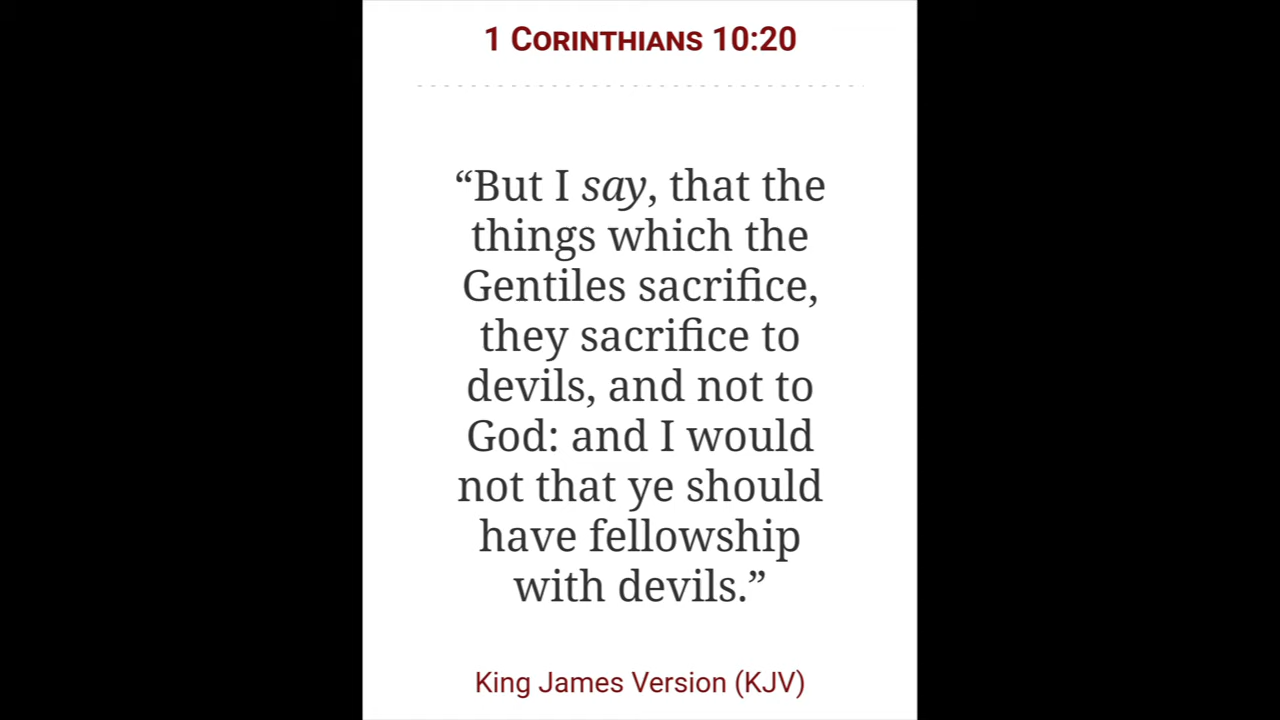 1 Corinthians 10:20
“But I say, that the
things which the
Gentiles sacrifice,
they sacrifice to
devils, and not to
God: and I would
not that ye should
have fellowship
with devils.”
King James Version (KJV)